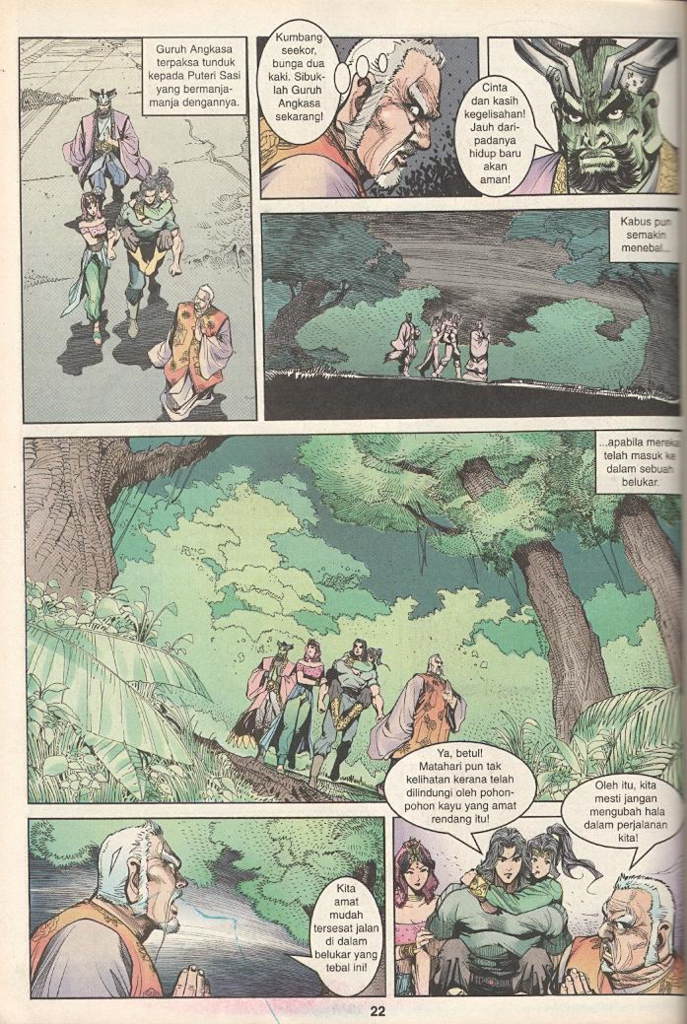 Guruh Angkasa
terpaksa tunduk
kepada Puteri Sasi
yang bermanja-
manja dengannya.
Kumbang
seekor,
bunga dua
kaki. Sibuk-
lah Guruh
Angkasa
sekarang!
Cinta
dan kasih
kegelisahan!
Jauh dari-
padanya
hidup baru
akan
aman!
Kabus pun
semakin
menebal...
...apabila mereka
telah masuk ke
dalam sebuah
belukar.
Kita
amat
mudah
tersesat jalan
di dalam
belukar yang
tebal ini!
Ya, betul!
Matahari pun tak
kelihatan kerana telah
dilindungi oleh pohon-
pohon kayu yang amat
rendang itu!
Oleh itu, kita
mesti jangan
mengubah hala
dalam perjalanan
kita!
22